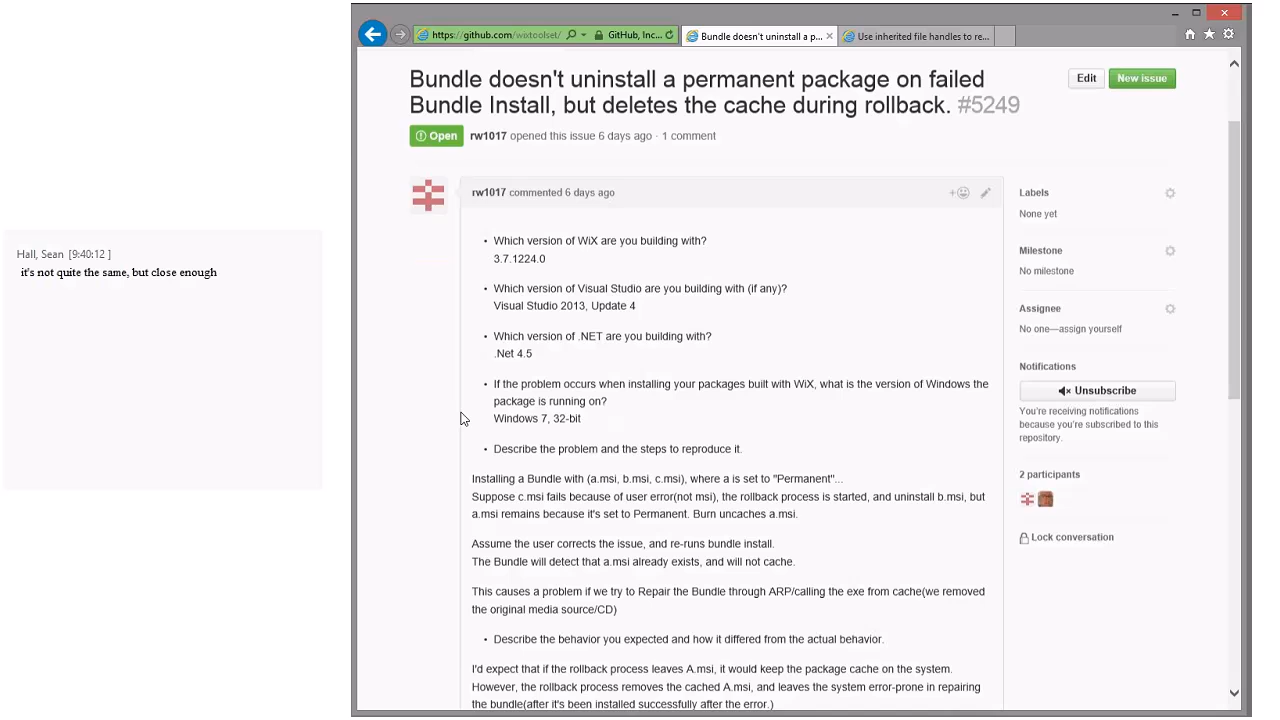 https://github.com/wixtoolset/
GitHub, Inc...
Bundle doesn't uninstall a p...
Use inherited file handles to re...
Bundle doesn't uninstall a permanent package on failed
Bundle Install, but deletes the cache during rollback. #5249
Edit
New issue
Open
rw1017 opened this issue 6 days ago · 1 comment
Hall, Sean [9:40:12 ]
it's not quite the same, but close enough
rw1017 commented 6 days ago
• Which version of WiX are you building with?
3.7.1224.0
• Which version of Visual Studio are you building with (if any)?
Visual Studio 2013, Update 4
• Which version of .NET are you building with?
.Net 4.5
• If the problem occurs when installing your packages built with WiX, what is the version of Windows the
package is running on?
Windows 7, 32-bit
• Describe the problem and the steps to reproduce it.
Installing a Bundle with (a.msi, b.msi, c.msi), where a is set to "Permanent"...
Suppose c.msi fails because of user error(not msi), the rollback process is started, and uninstall b.msi, but
a.msi remains because it's set to Permanent. Burn uncaches a.msi.
Assume the user corrects the issue, and re-runs bundle install.
The Bundle will detect that a.msi already exists, and will not cache.
This causes a problem if we try to Repair the Bundle through ARP/calling the exe from cache(we removed
the original media source/CD)
• Describe the behavior you expected and how it differed from the actual behavior.
I'd expect that if the rollback process leaves A.msi, it would keep the package cache on the system.
However, the rollback process removes the cached A.msi, and leaves the system error-prone in repairing
the bundle(after it's been installed successfully after the error.)
Labels
None yet
Milestone
No milestone
Assignee
No one—assign yourself
Notifications
Unsubscribe
You're receiving notifications
because you're subscribed to this
repository.
2 participants
Lock conversation